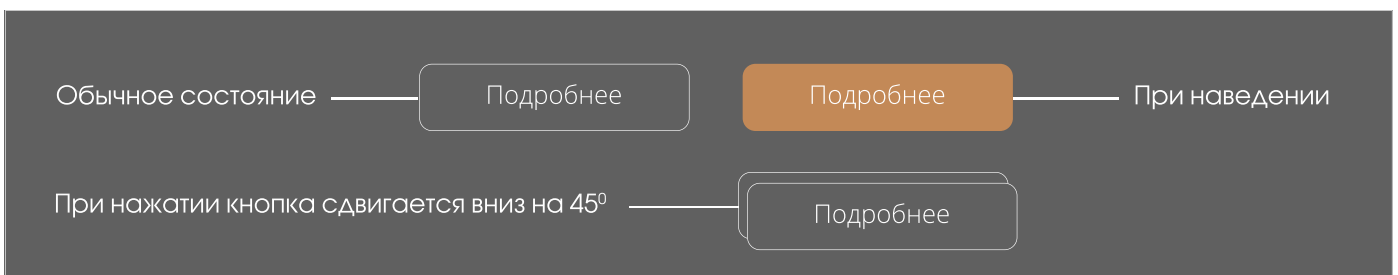 Обычное состояние Подробнее Подробнее При наведении
При нажатии кнопка сдвигается вниз на 45⁰ Подробнее